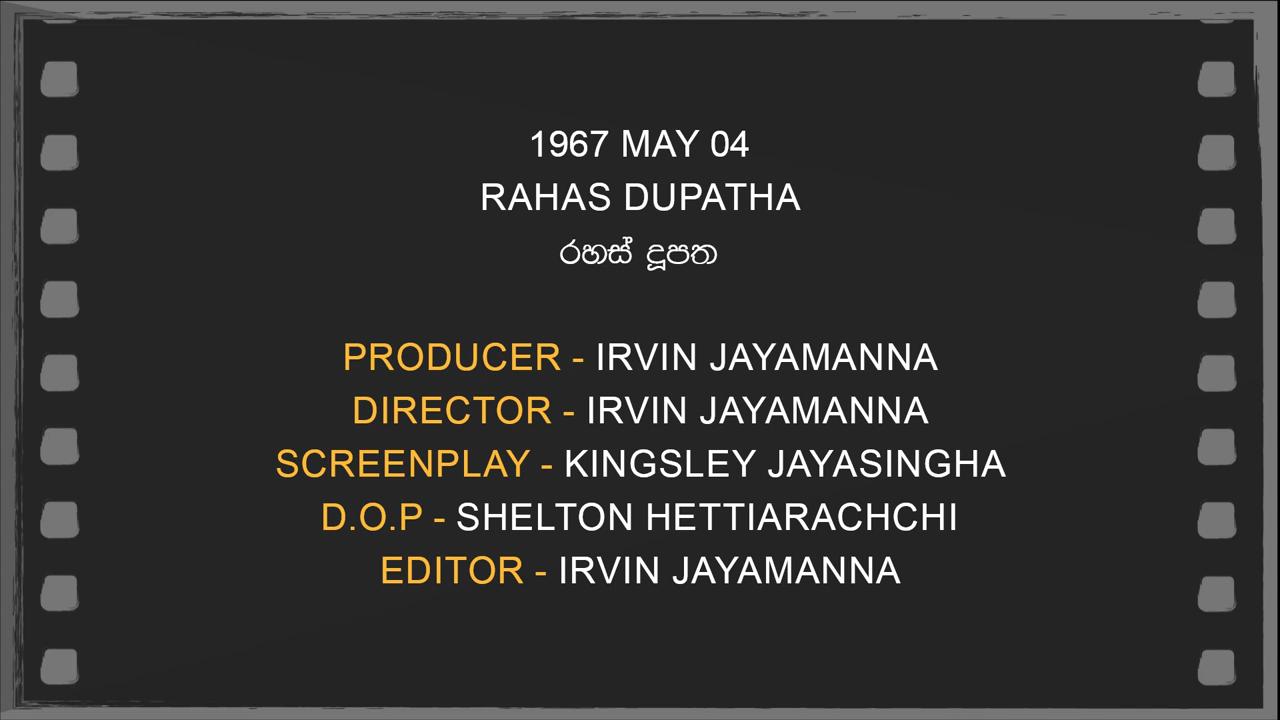 1967 MAY 04
RAHAS DUPATHA
රහස් දූපත
PRODUCER - IRVIN JAYAMANNA
DIRECTOR - IRVIN JAYAMANNA
SCREENPLAY - KINGSLEY JAYASINGHA
D.O.P - SHELTON HETTIARACHCHI
EDITOR - IRVIN JAYAMANNA